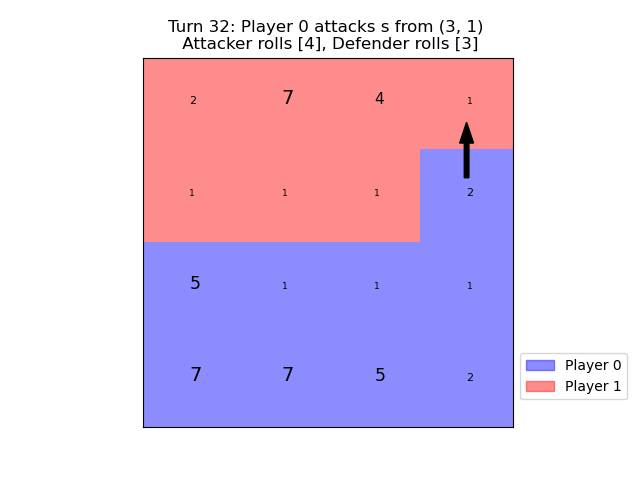 Turn 32: Player 0 attacks s from (3, 1)
Attacker rolls [4], Defender rolls [3]
2 7 4 1
1 1 1 2
5 1 1 1
7 7 5 2
Player 0
Player 1